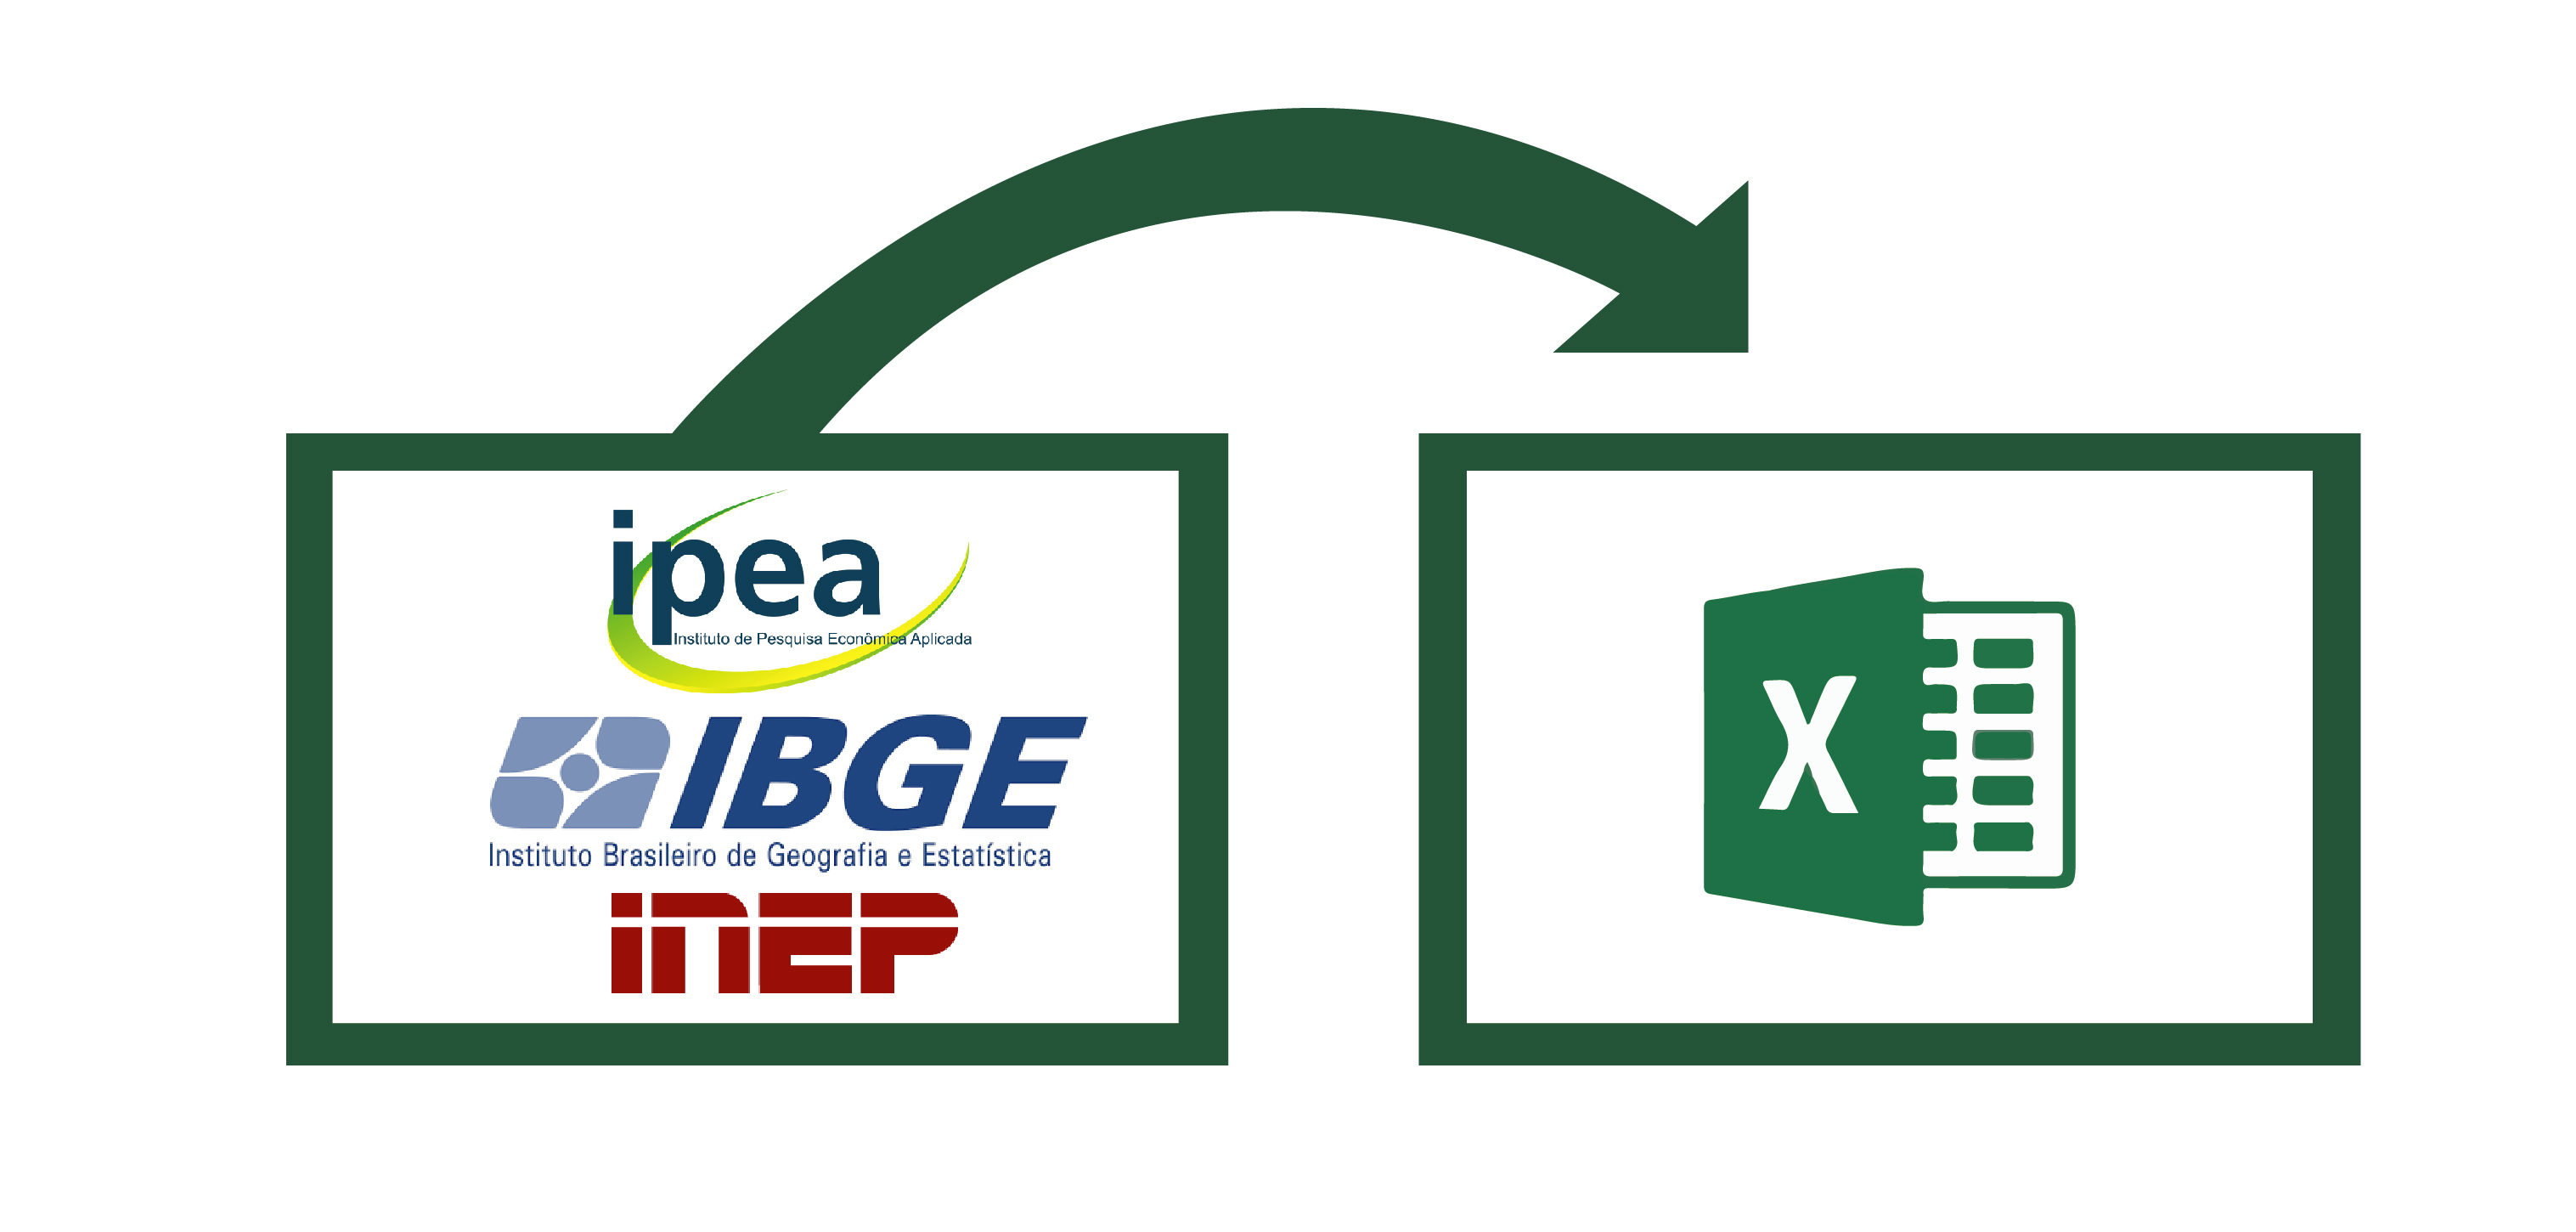 ipea
Instituto de Pesquisa Econômica Aplicada
IBGE
Instituto Brasileiro de Geografia e Estatística
inEP
X